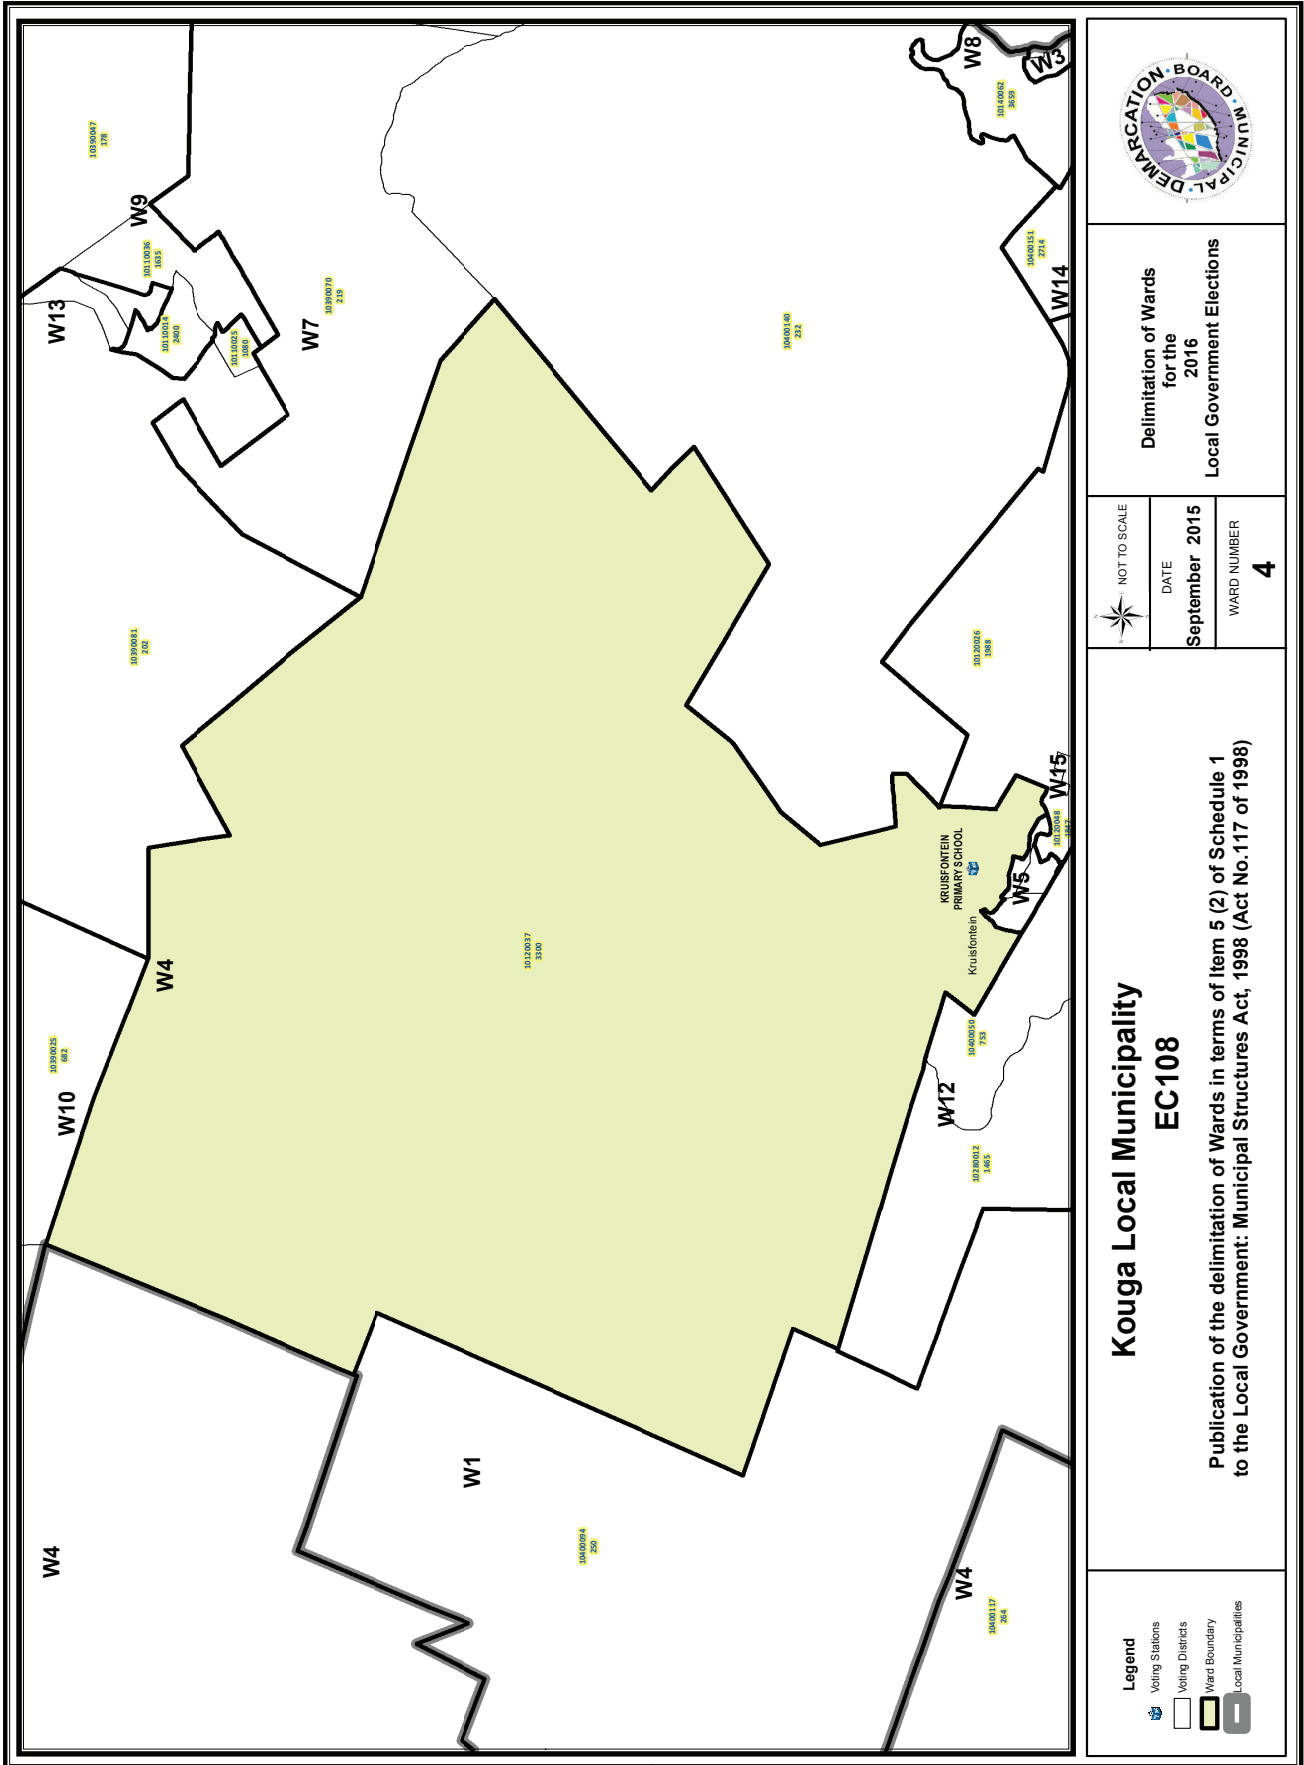 W4
W10
10390025
682
W4
10390081
202
W13
W9
10390047
178
10110036
1635
10110014
2400
10110025
1080
W7
10390070
219
W1
10400094
250
10120037
3300
10400140
232
W4
10400117
264
W12
10280012
1465
10400050
753
Kruisfontein
KRUISFONTEIN
PRIMARY SCHOOL
W5
W15
10120048
1847
10120026
1988
W14
10400151
2714
W8
10140062
3659
W3
Legend
Voting Stations
Voting Districts
Ward Boundary
Local Municipalities
Kouga Local Municipality
EC108
Publication of the delimitation of Wards in terms of Item 5 (2) of Schedule 1
to the Local Government: Municipal Structures Act, 1998 (Act No.117 of 1998)
N
W
E
S
NOT TO SCALE
DATE
September 2015
WARD NUMBER
4
Delimitation of Wards
for the
2016
Local Government Elections
MUNICIPAL • DEMARCATION • BOARD •